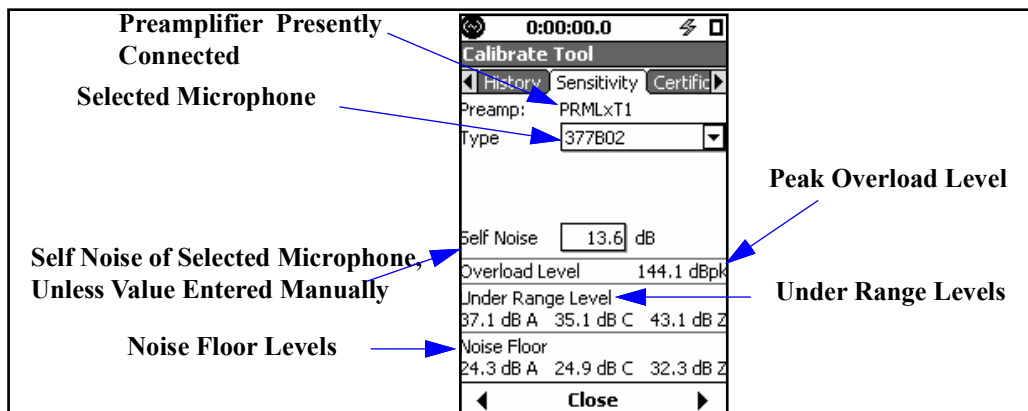 Preamplifier Presently
Connected
Selected Microphone
Self Noise of Selected Microphone,
Unless Value Entered Manually
Noise Floor Levels
0:00:00.0
Calibrate Tool
History Sensitivity Certific
Preamp: PRMLxT1
Type 377B02
Self Noise 13.6 dB
Overload Level 144.1 dBpk
Under Range Level
37.1 dB A 35.1 dB C 43.1 dB Z
Noise Floor
24.3 dB A 24.9 dB C 32.3 dB Z
Close
Peak Overload Level
Under Range Levels